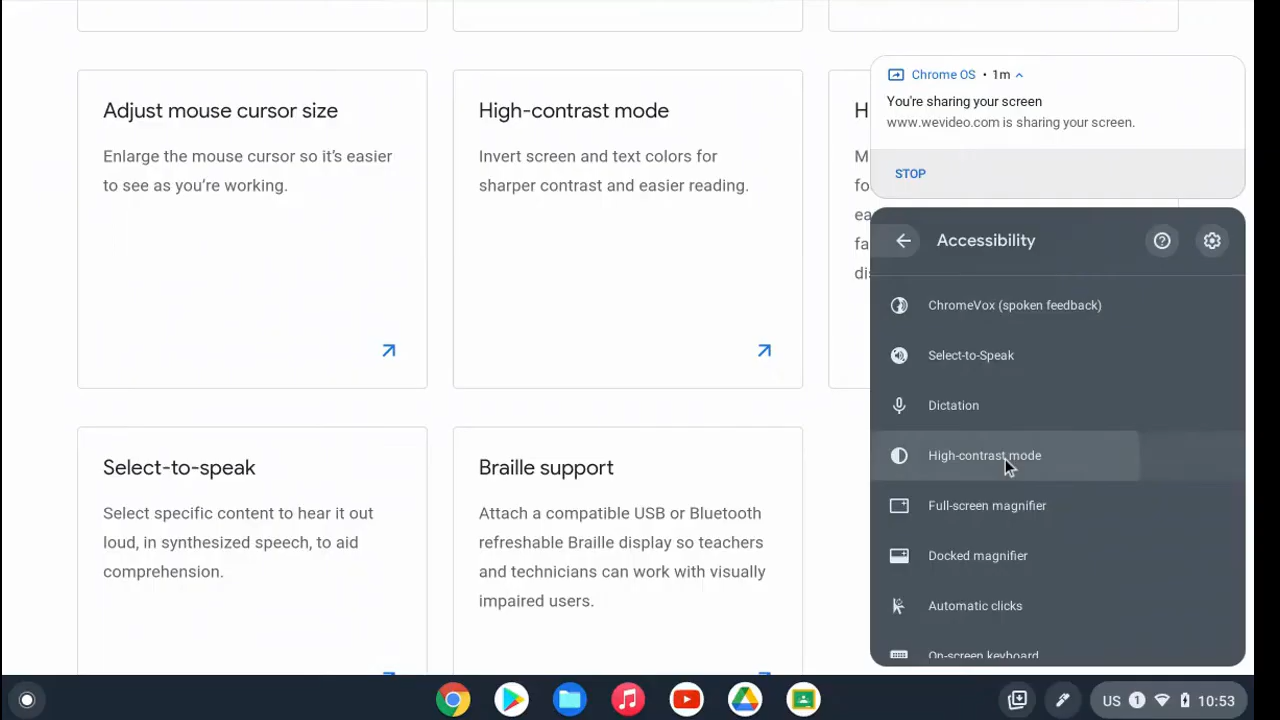 Adjust mouse cursor size
Enlarge the mouse cursor so it’s easier
to see as you’re working.
High-contrast mode
Invert screen and text colors for
sharper contrast and easier reading.
H
M
fo
ea
fa
di
Select-to-speak
Select specific content to hear it out
loud, in synthesized speech, to aid
comprehension.
Braille support
Attach a compatible USB or Bluetooth
refreshable Braille display so teachers
and technicians can work with visually
impaired users.
Chrome OS • 1m
You're sharing your screen
www.wevideo.com is sharing your screen.
STOP
Accessibility
ChromeVox (spoken feedback)
Select-to-Speak
Dictation
High-contrast mode
Full-screen magnifier
Docked magnifier
Automatic clicks
On-screen keyboard
US 1 10:53